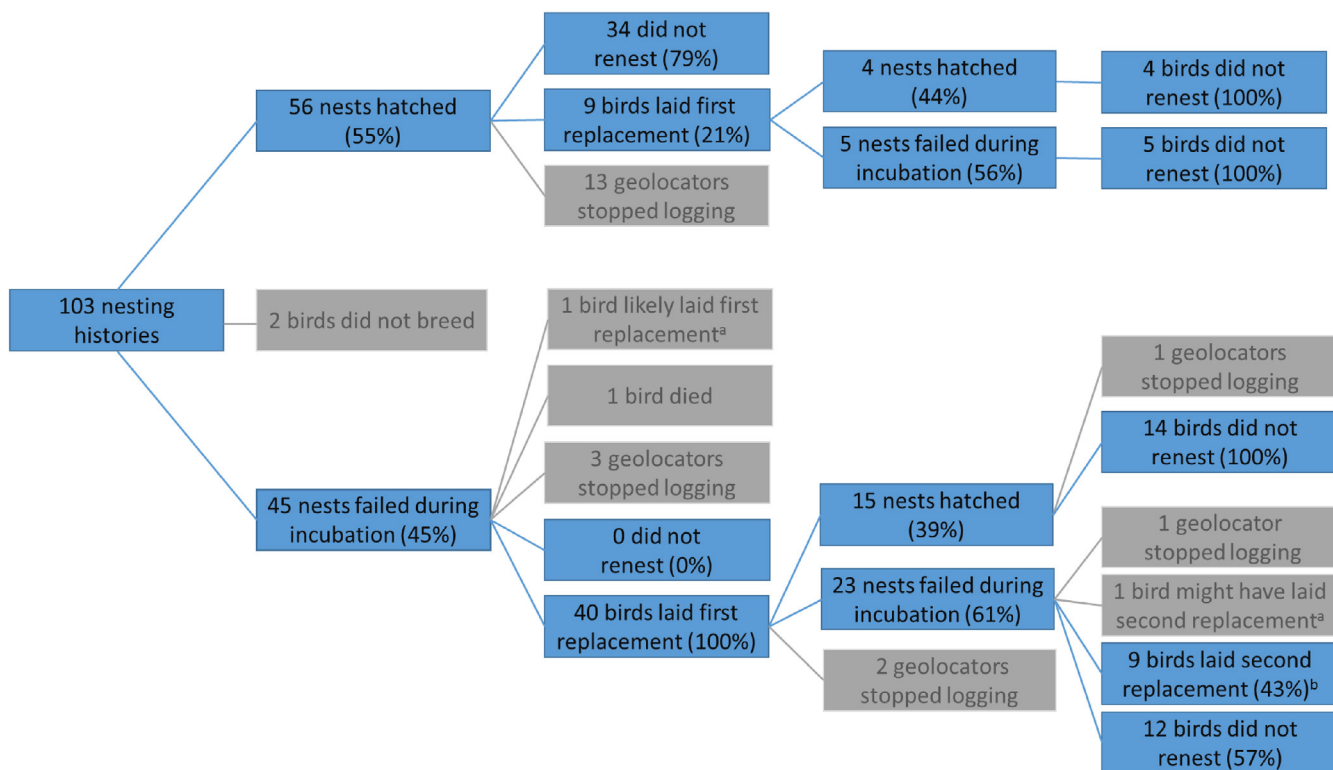 103 nesting
histories
56 nests hatched
(55%)
2 birds did not breed
45 nests failed during
incubation (45%)
34 did not
renest (79%)
9 birds laid first
replacement (21%)
13 geolocators
stopped logging
1 bird likely laid first
replacementᵃ
1 bird died
3 geolocators
stopped logging
0 did not
renest (0%)
40 birds laid first
replacement (100%)
4 nests hatched
(44%)
5 nests failed during
incubation (56%)
15 nests hatched
(39%)
23 nests failed during
incubation (61%)
2 geolocators
stopped logging
4 birds did not
renest (100%)
5 birds did not
renest (100%)
1 geolocators
stopped logging
14 birds did not
renest (100%)
1 geolocator
stopped logging
1 bird might have laid
second replacementᵃ
9 birds laid second
replacement (43%)ᵇ
12 birds did not
renest (57%)